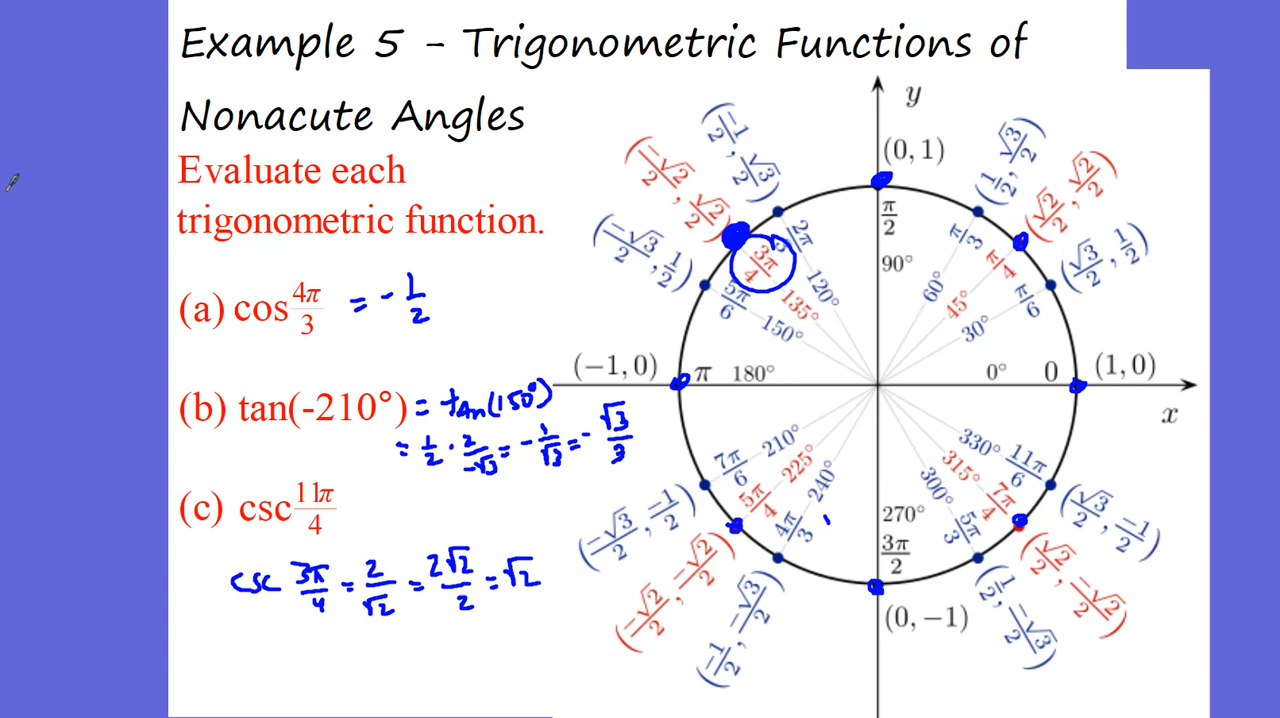 Example 5 - Trigonometric Functions of
Nonacute Angles
Evaluate each
trigonometric function.
(a) cos 4π/3 = -1/2
(b) tan(-210°) = tan(150°)
= 1/2 · 2/-√3 = -1/√3 = -√3/3
(c) csc 11π/4
csc 3π/4 = 2/√2 = 2√2/2 = √2
y
(0, 1)
(-1/2, √3/2)
(1/2, √3/2)
(-√2/2, √2/2)
(√2/2, √2/2)
(-√3/2, 1/2)
(√3/2, 1/2)
π/2
90°
2π/3
120°
π/3
60°
3π/4
135°
π/4
45°
5π/6
150°
π/6
30°
(-1, 0)
π
180°
0°
0
(1, 0)
x
7π/6
210°
330°
11π/6
5π/4
225°
315°
7π/4
4π/3
240°
300°
5π/3
270°
3π/2
(-√3/2, -1/2)
(√3/2, -1/2)
(-√2/2, -√2/2)
(√2/2, -√2/2)
(-1/2, -√3/2)
(1/2, -√3/2)
(0, -1)